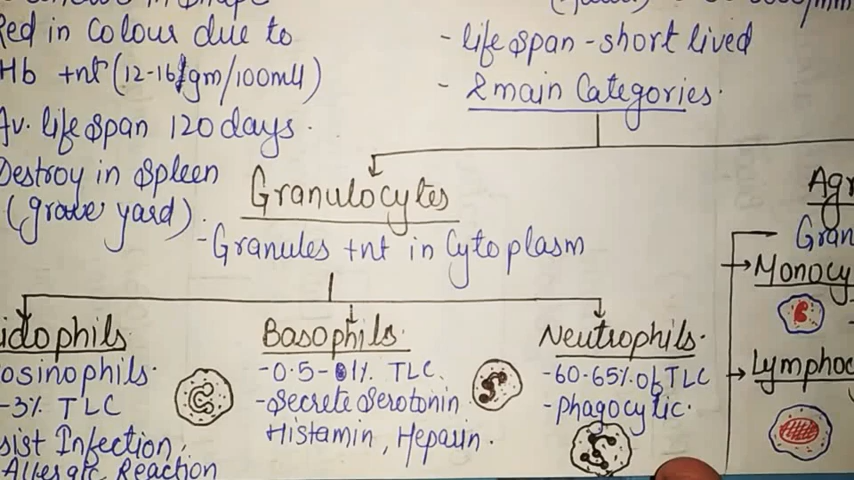 Red in Colour due to
Hb +nt (12-16gm/100ml)
Av. life span 120 days.
Destroy in Spleen
(grave yard).
- life span - short lived
- 2 main Categories.
Granulocytes
- Granules +nt in Cytoplasm
idophils
osinophils.
-3% TLC
sist Infection,
Allergic Reaction
Basophils.
-0.5-1% TLC.
-Secrete Serotonin
Histamin, Heparin.
Neutrophils.
-60-65% of TLC
-phagocytic.
Agr
Gran
Monocy
Lymphoc